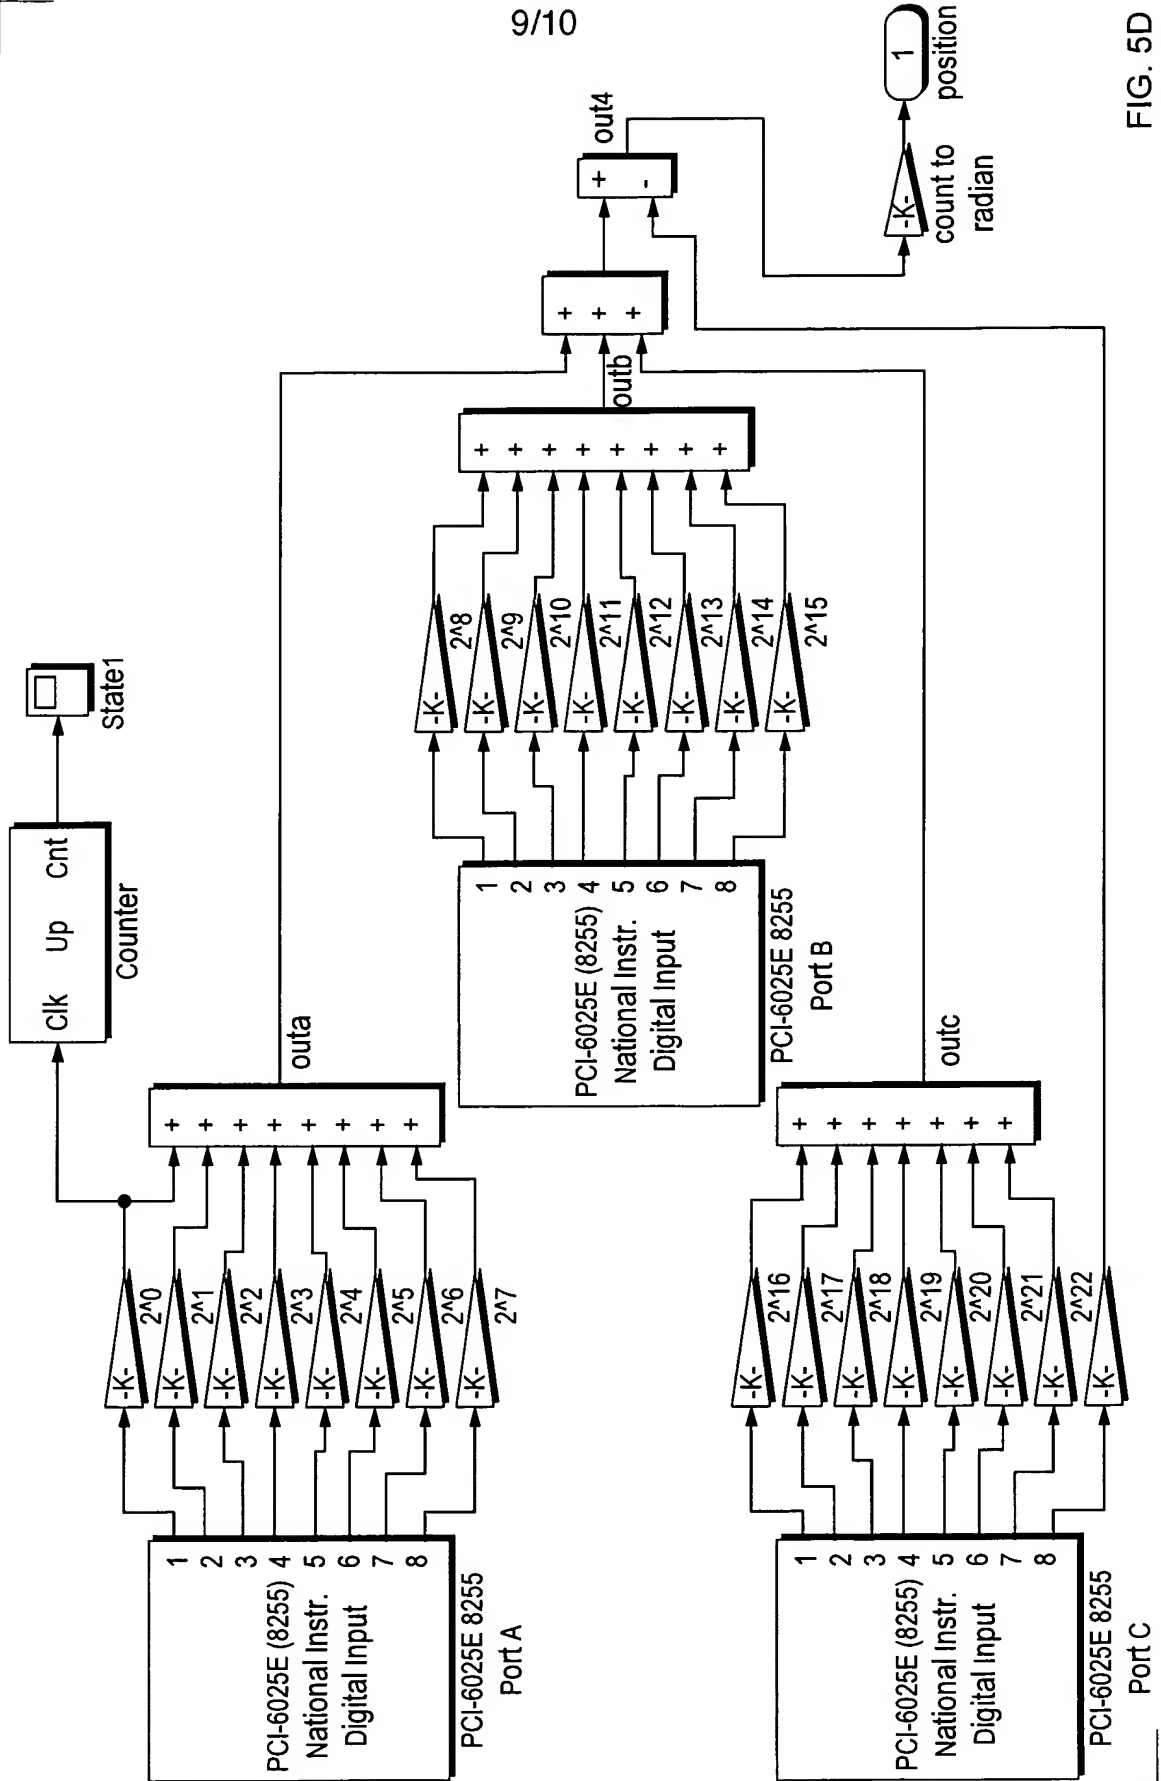 9/10
FIG. 5D
Clk Up Cnt
Counter
state1
PCI-6025E (8255)
National Instr.
Digital Input
1
2
3
4
5
6
7
8
PCI-6025E 8255
Port A
-K-
2^0
-K-
2^1
-K-
2^2
-K-
2^3
-K-
2^4
-K-
2^5
-K-
2^6
-K-
2^7
+
+
+
+
+
+
+
+
outa
PCI-6025E (8255)
National Instr.
Digital Input
1
2
3
4
5
6
7
8
PCI-6025E 8255
Port B
-K-
2^8
-K-
2^9
-K-
2^10
-K-
2^11
-K-
2^12
-K-
2^13
-K-
2^14
-K-
2^15
+
+
+
+
+
+
+
+
outb
PCI-6025E (8255)
National Instr.
Digital Input
1
2
3
4
5
6
7
8
PCI-6025E 8255
Port C
-K-
2^16
-K-
2^17
-K-
2^18
-K-
2^19
-K-
2^20
-K-
2^21
-K-
2^22
-K-
+
+
+
+
+
+
+
outc
+
+
+
+
-
out4
-K-
count to
radian
1
position